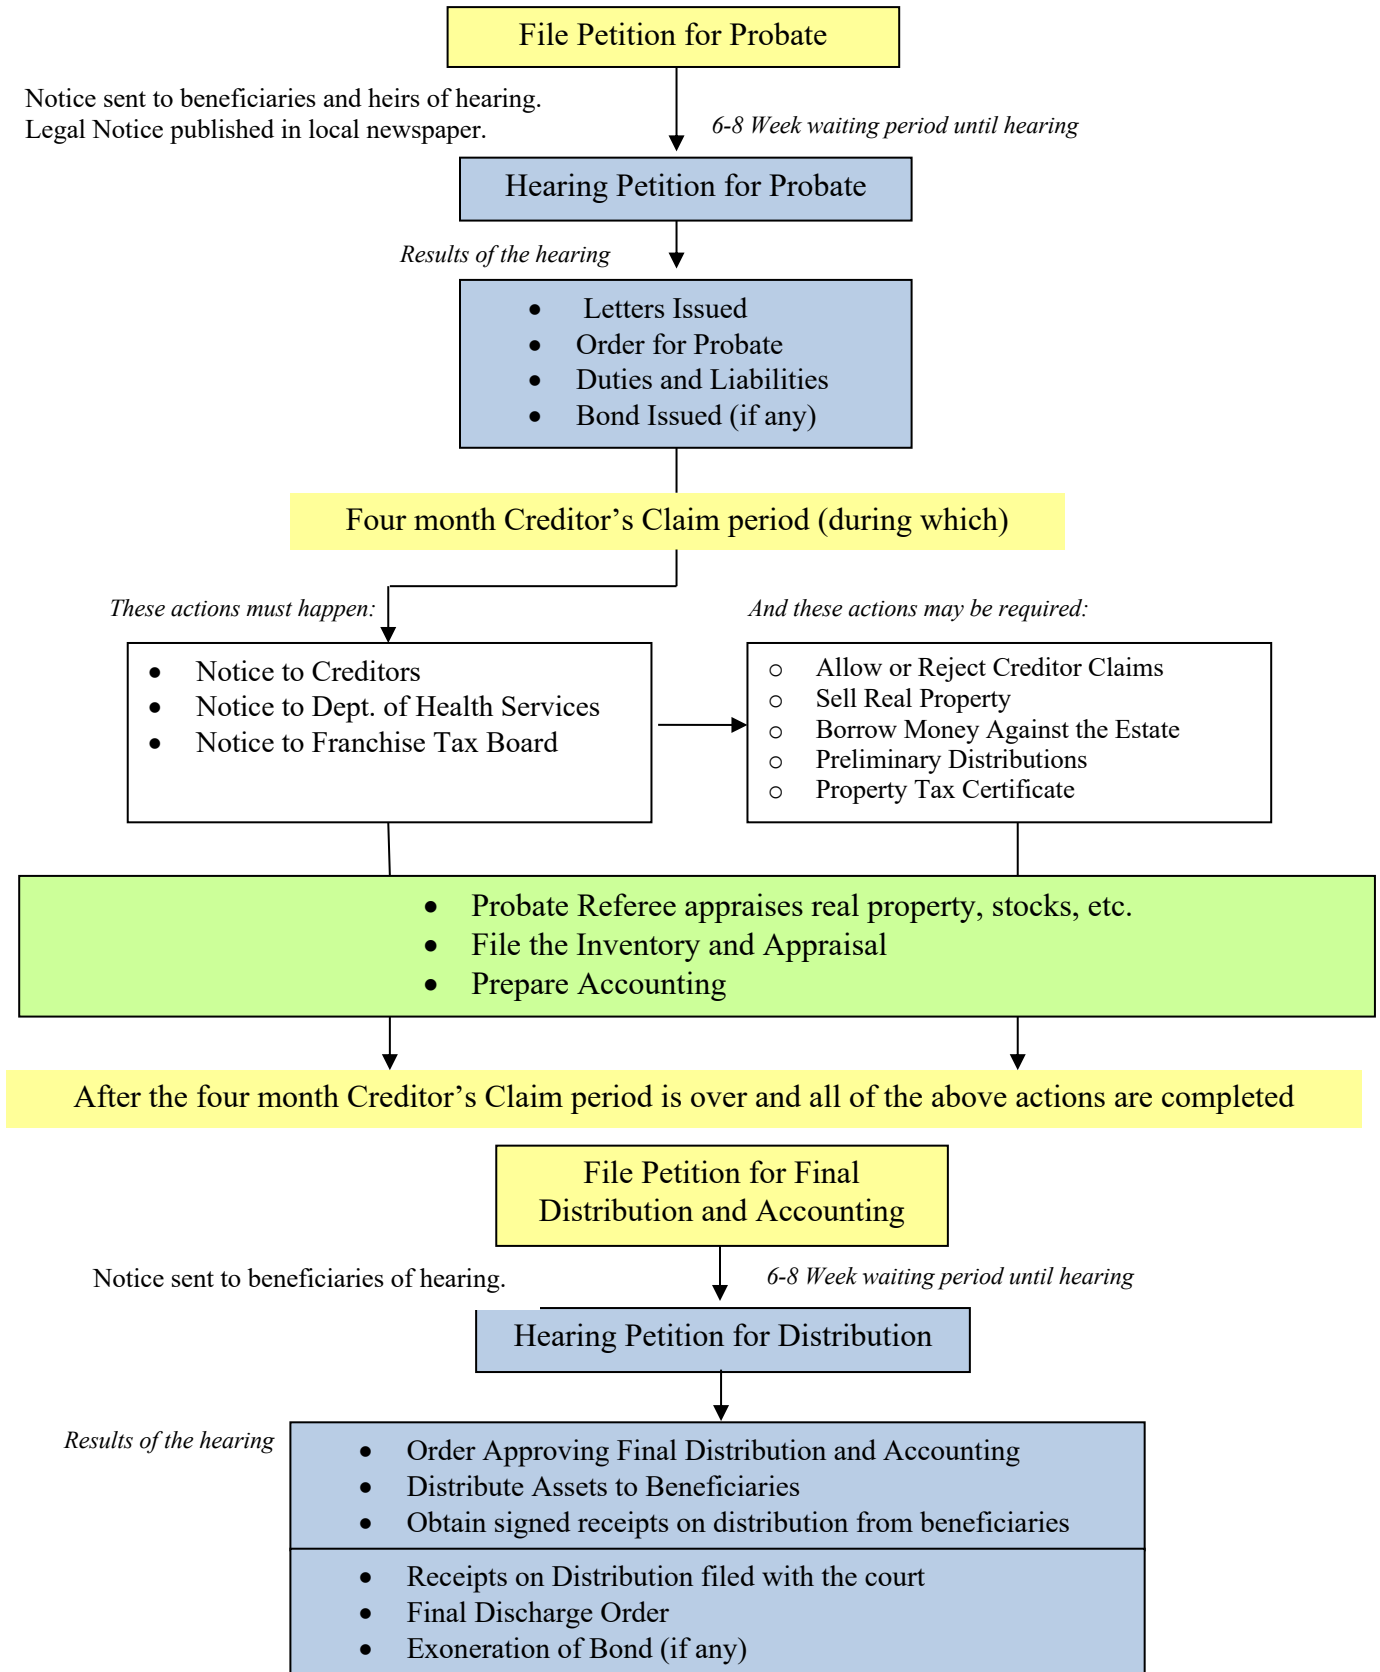 File Petition for Probate
Notice sent to beneficiaries and heirs of hearing.
Legal Notice published in local newspaper.
6-8 Week waiting period until hearing
Hearing Petition for Probate
Results of the hearing
• Letters Issued
• Order for Probate
• Duties and Liabilities
• Bond Issued (if any)
Four month Creditor’s Claim period (during which)
These actions must happen:
• Notice to Creditors
• Notice to Dept. of Health Services
• Notice to Franchise Tax Board
And these actions may be required:
o Allow or Reject Creditor Claims
o Sell Real Property
o Borrow Money Against the Estate
o Preliminary Distributions
o Property Tax Certificate
• Probate Referee appraises real property, stocks, etc.
• File the Inventory and Appraisal
• Prepare Accounting
After the four month Creditor’s Claim period is over and all of the above actions are completed
File Petition for Final
Distribution and Accounting
Notice sent to beneficiaries of hearing.
6-8 Week waiting period until hearing
Hearing Petition for Distribution
Results of the hearing
• Order Approving Final Distribution and Accounting
• Distribute Assets to Beneficiaries
• Obtain signed receipts on distribution from beneficiaries
• Receipts on Distribution filed with the court
• Final Discharge Order
• Exoneration of Bond (if any)